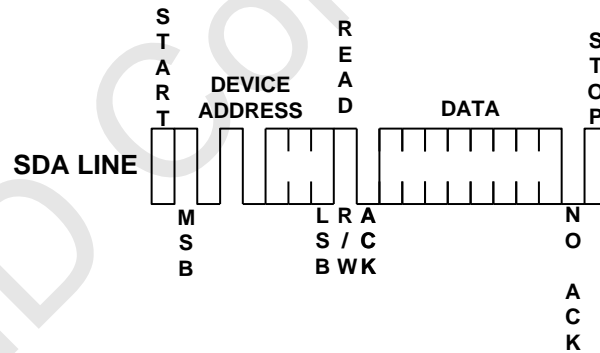 START
DEVICE
ADDRESS
READ
DATA
STOP
SDA LINE
MSB
LSB
R/W
ACK
NO ACK